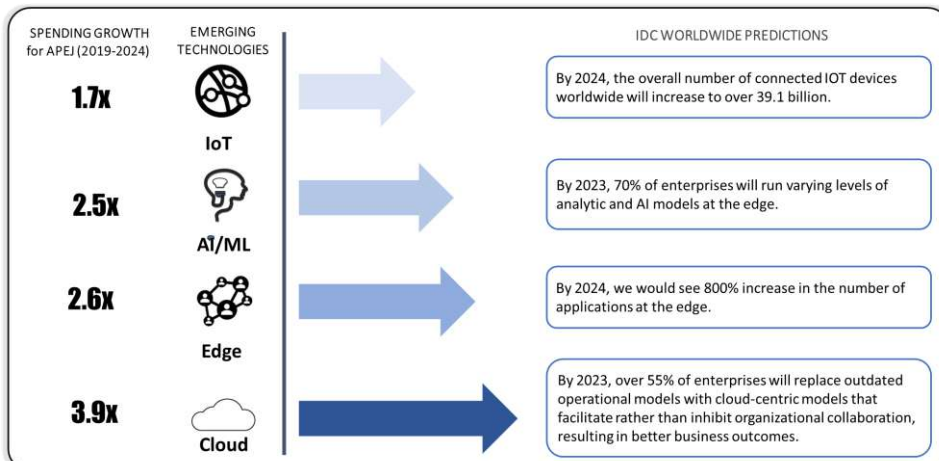 SPENDING GROWTH
for APEJ (2019-2024)
EMERGING
TECHNOLOGIES
IDC WORLDWIDE PREDICTIONS
1.7x
IoT
By 2024, the overall number of connected IOT devices
worldwide will increase to over 39.1 billion.
2.5x
AI/ML
By 2023, 70% of enterprises will run varying levels of
analytic and AI models at the edge.
2.6x
Edge
By 2024, we would see 800% increase in the number of
applications at the edge.
3.9x
Cloud
By 2023, over 55% of enterprises will replace outdated
operational models with cloud-centric models that
facilitate rather than inhibit organizational collaboration,
resulting in better business outcomes.